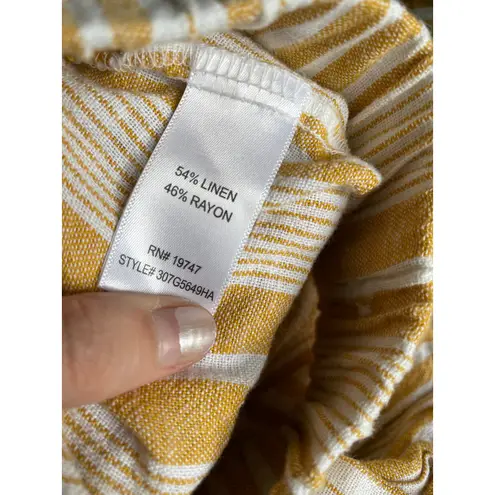 54% LINEN
46% RAYON
RN# 19747
STYLE# 307G5649HA